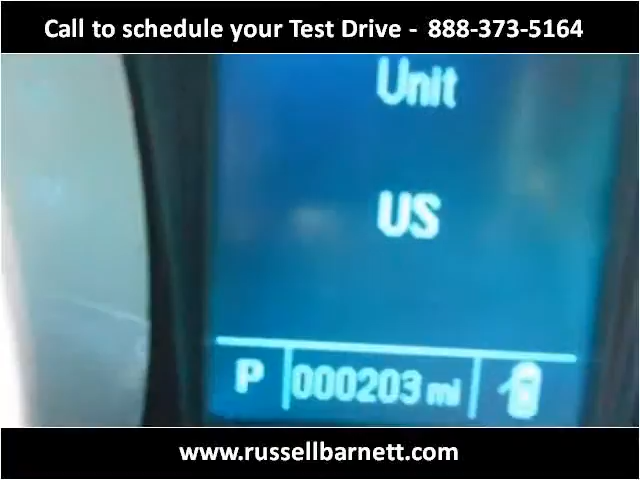 Call to schedule your Test Drive - 888-373-5164
Unit
US
P 000203 mi
www.russellbarnett.com